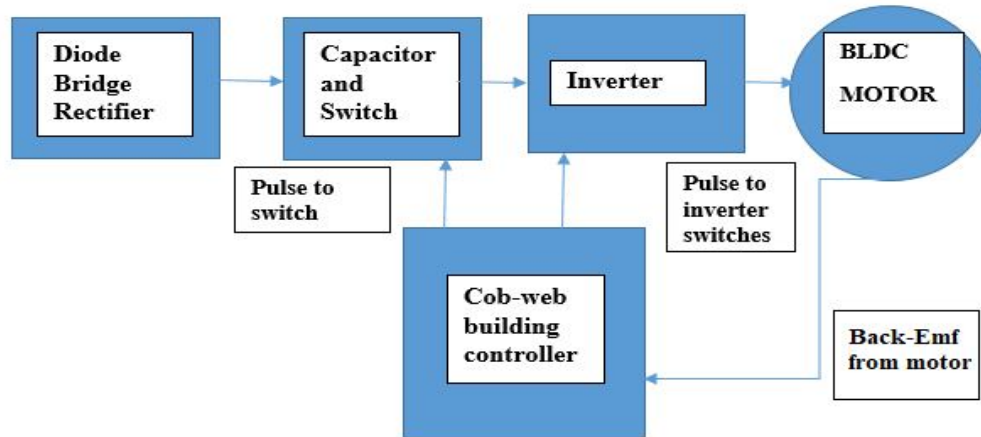 Diode
Bridge
Rectifier
Capacitor
and
Switch
Inverter
BLDC
MOTOR
Pulse to
switch
Pulse to
inverter
switches
Cob-web
building
controller
Back-Emf
from motor